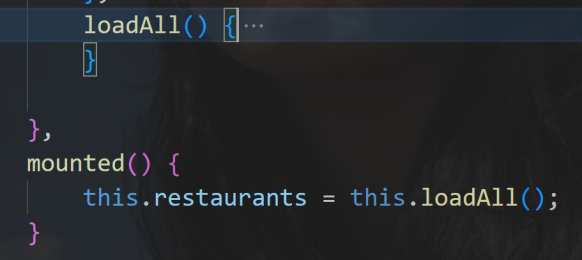 },
loadAll() {···
}
},
mounted() {
this.restaurants = this.loadAll();
}